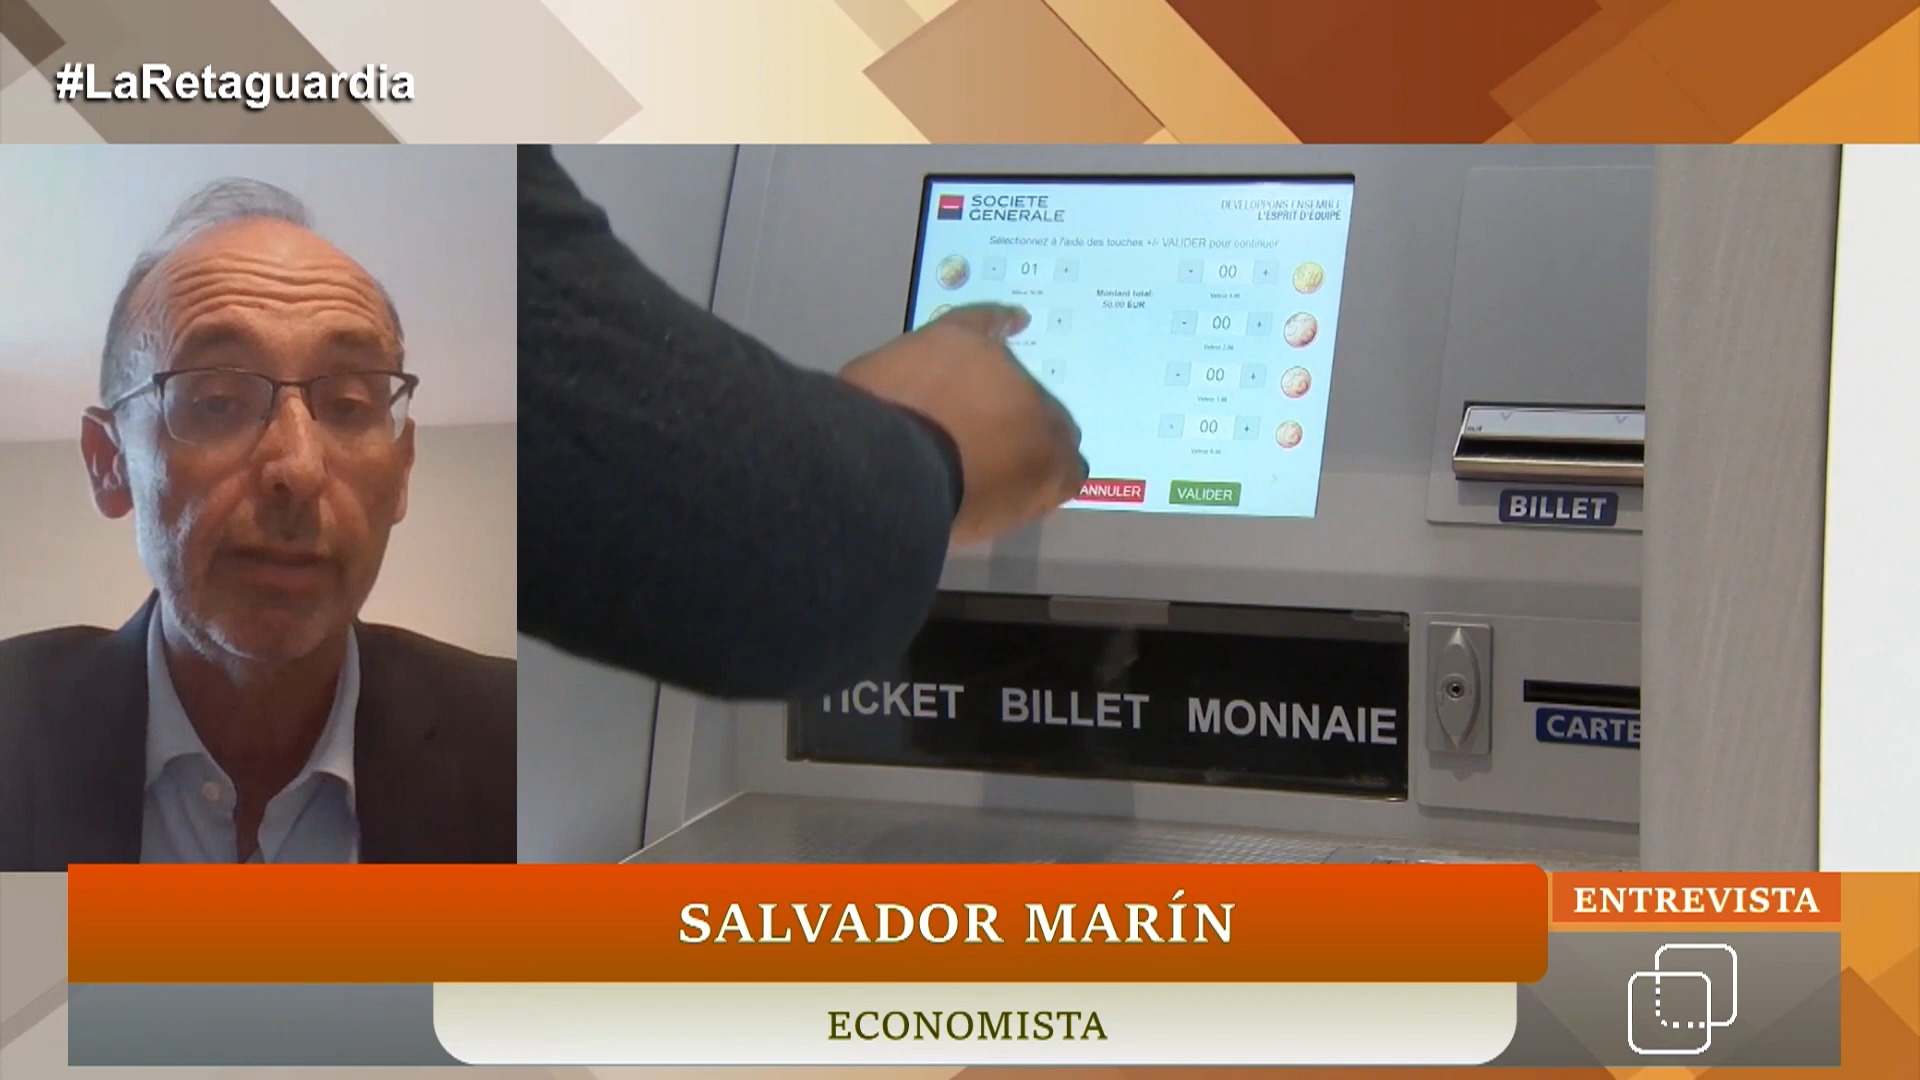 #LaRetaguardia
SOCIETE
GENERALE
DEVELOPPONS ENSEMBLE
L'ESPRIT D'EQUIPE
Sélectionnez à l'aide des touches +/- VALIDER pour continuer
- 01 +
- 00 +
Montant total:
50.00 EUR
+
- 00 +
+
- 00 +
- 00 +
ANNULER
VALIDER
BILLET
TICKET BILLET MONNAIE
CARTE
SALVADOR MARÍN
ENTREVISTA
ECONOMISTA